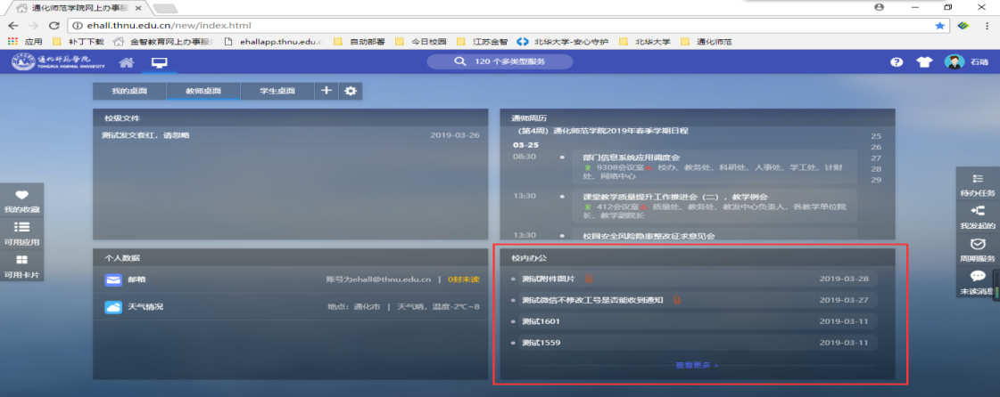 通化师范学院网上办事服 ×
ehall.thnu.edu.cn/new/index.html
应用 补丁下载 金智教育网上办事服 ehallapp.thnu.edu.c 自动部署 今日校园 江苏金智 北华大学-安心守护 北华大学 通化师范
通化师范学院 TONGHUA NORMAL UNIVERSITY 120 个多类型服务 石靖
我的桌面 教师桌面 学生桌面
校级文件
测试发文套红，请忽略 2019-03-26
通师周历
(第4周) 通化师范学院2019年春季学期日程
03-25
25
26
27
28
29
08:30 部门信息系统应用调度会
9308会议室 校办、教务处、科研处、人事处、学工处、计财
处、网络中心
13:30 课堂教学质量提升工作推进会（二），教学例会
412会议室 质量处、教务处、教发中心负责人，各教学单位院
长、教学副院长
13:30 校园安全风险隐患整改征求意见会
我的收藏
可用应用
可用卡片
待办任务
我发起的
周期服务
未读消息
个人数据
邮箱 账号为ehall@thnu.edu.cn | 0封未读
天气情况 地点：通化市 | 天气晴，温度-2℃~8
校内办公
测试附件图片 2019-03-28
测试微信不修改工号是否能收到通知 2019-03-27
测试1601 2019-03-11
测试1559 2019-03-11
查看更多 >